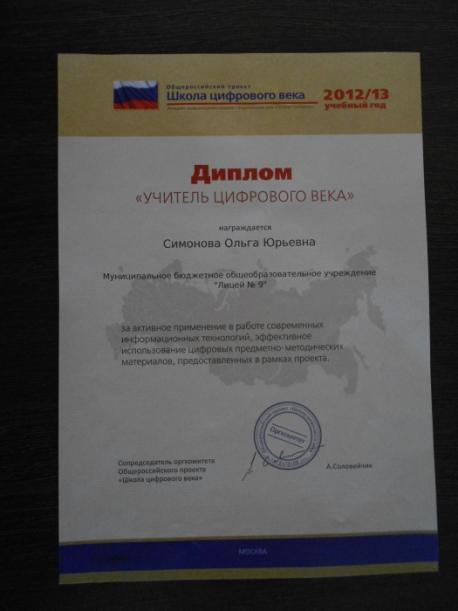 Общероссийский проект
Школа цифрового века
2012/13
учебный год
Диплом
«УЧИТЕЛЬ ЦИФРОВОГО ВЕКА»
награждается
Симонова Ольга Юрьевна
Муниципальное бюджетное общеобразовательное учреждение
"Лицей № 9"
за активное применение в работе современных
информационных технологий, эффективное
использование цифровых предметно-методических
материалов, предоставленных в рамках проекта.
Оргкомитет
Сопредседатель оргкомитета
Общероссийского проекта
«Школа цифрового века»
А.Соловейчик
МОСКВА